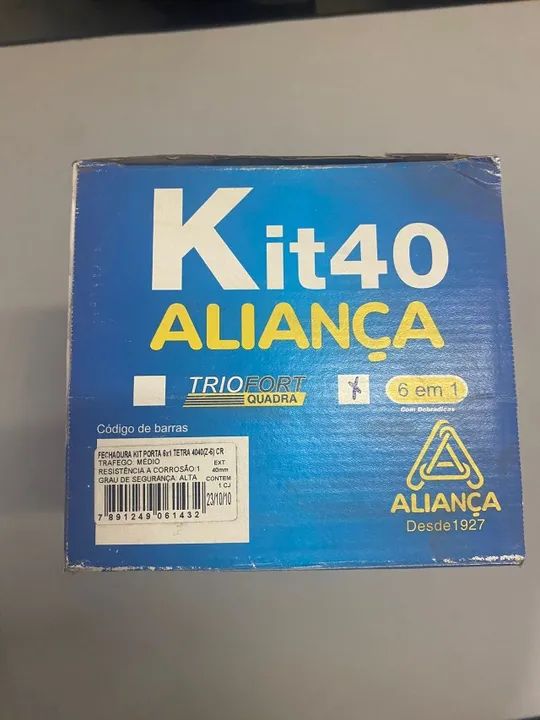 Kit40
ALIANÇA
TRIOFORT
QUADRA
X
6 em 1
Com Dobradiças
Código de barras
FECHADURA KIT PORTA 6x1 TETRA 4040(Z-6) CR
TRAFEGO: MEDIO
RESISTÊNCIA A CORROSÃO:1
GRAU DE SEGURANÇA: ALTA
EXT
40mm
CONTEM
1 CJ
23/10/10
7 891249 061432
ALIANÇA
Desde1927